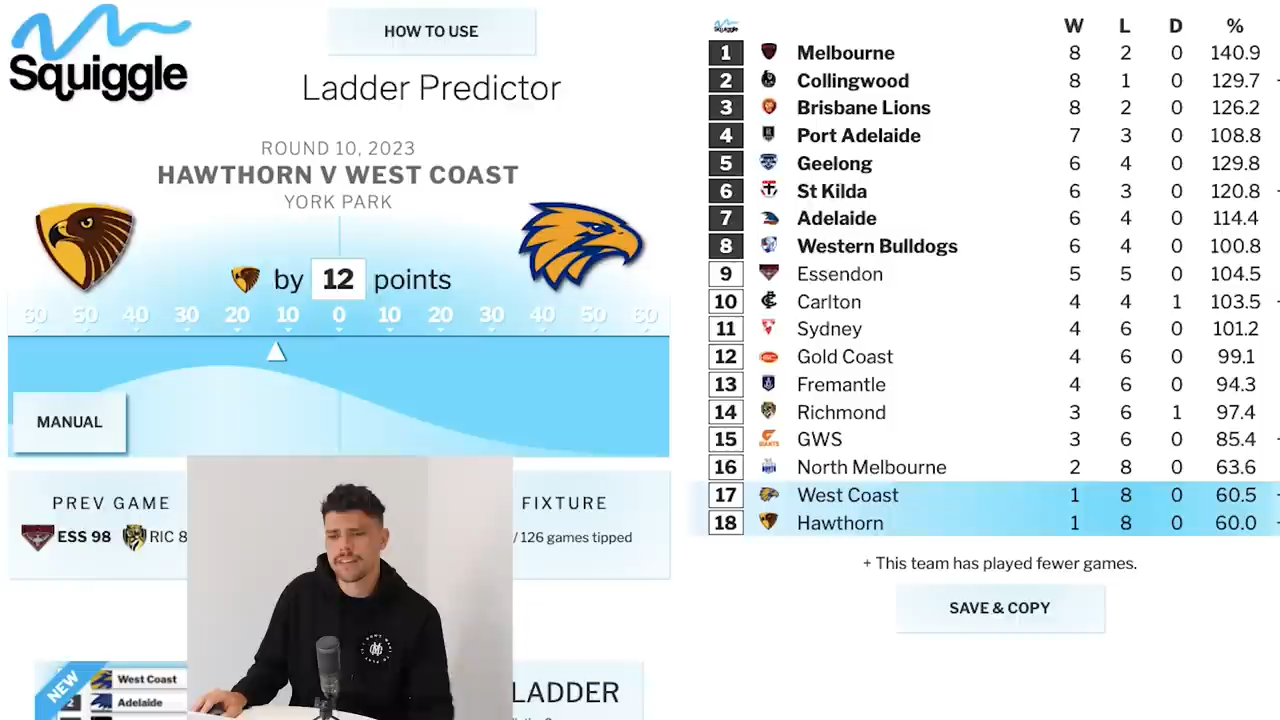 Squiggle
HOW TO USE
Ladder Predictor
ROUND 10, 2023
HAWTHORN V WEST COAST
YORK PARK
by 12 points
60 50 40 30 20 10 0 10 20 30 40 50 60
MANUAL
PREV GAME
ESS 98 RIC 8
FIXTURE
/ 126 games tipped
NEW
West Coast
Adelaide
LADDER
Squiggle W L D %
1 Melbourne 8 2 0 140.9
2 Collingwood 8 1 0 129.7
3 Brisbane Lions 8 2 0 126.2
4 Port Adelaide 7 3 0 108.8
5 Geelong 6 4 0 129.8
6 St Kilda 6 3 0 120.8
7 Adelaide 6 4 0 114.4
8 Western Bulldogs 6 4 0 100.8
9 Essendon 5 5 0 104.5
10 Carlton 4 4 1 103.5
11 Sydney 4 6 0 101.2
12 Gold Coast 4 6 0 99.1
13 Fremantle 4 6 0 94.3
14 Richmond 3 6 1 97.4
15 GWS 3 6 0 85.4
16 North Melbourne 2 8 0 63.6
17 West Coast 1 8 0 60.5
18 Hawthorn 1 8 0 60.0
+ This team has played fewer games.
SAVE & COPY